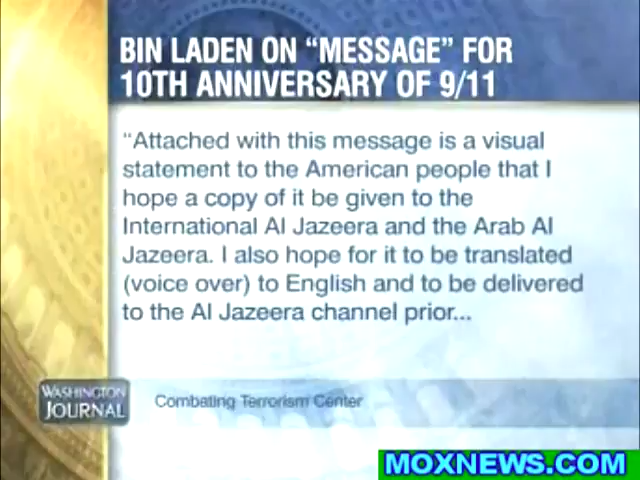 BIN LADEN ON “MESSAGE” FOR
10TH ANNIVERSARY OF 9/11
“Attached with this message is a visual
statement to the American people that I
hope a copy of it be given to the
International Al Jazeera and the Arab Al
Jazeera. I also hope for it to be translated
(voice over) to English and to be delivered
to the Al Jazeera channel prior...
WASHINGTON
JOURNAL
Combating Terrorism Center
MOXNEWS.COM